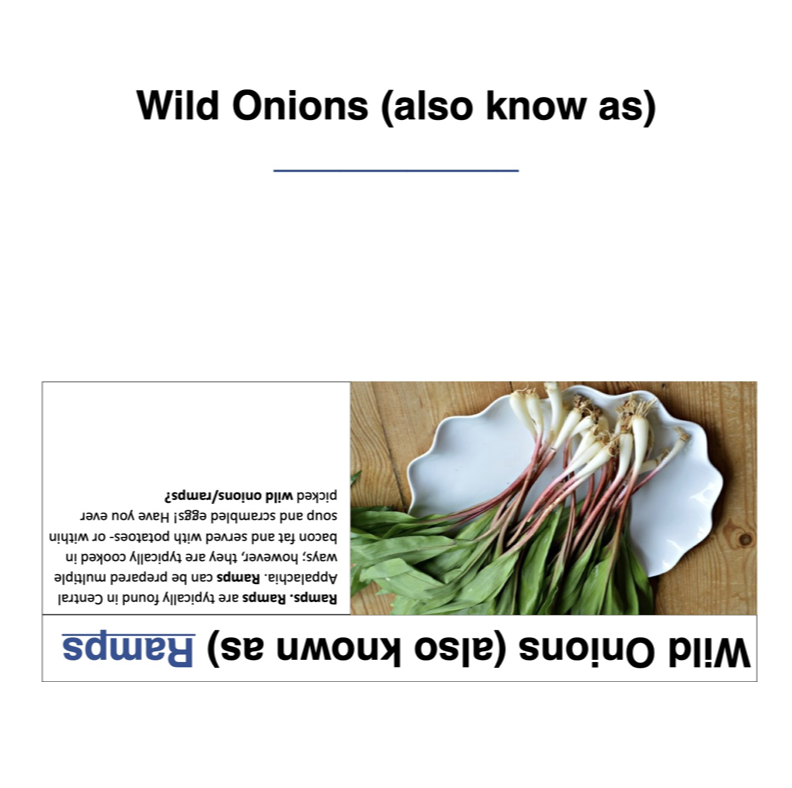 Wild Onions (also know as)
Wild Onions (also known as) Ramps
Ramps. Ramps are typically found in Central
Appalachia. Ramps can be prepared multiple
ways; however, they are typically cooked in
bacon fat and served with potatoes- or within
soup and scrambled eggs! Have you ever
picked wild onions/ramps?